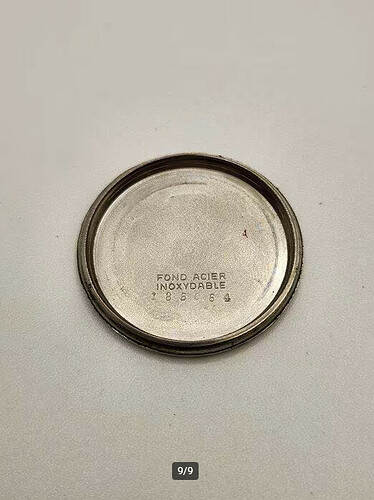 FOND ACIER
INOXYDABLE
9/9